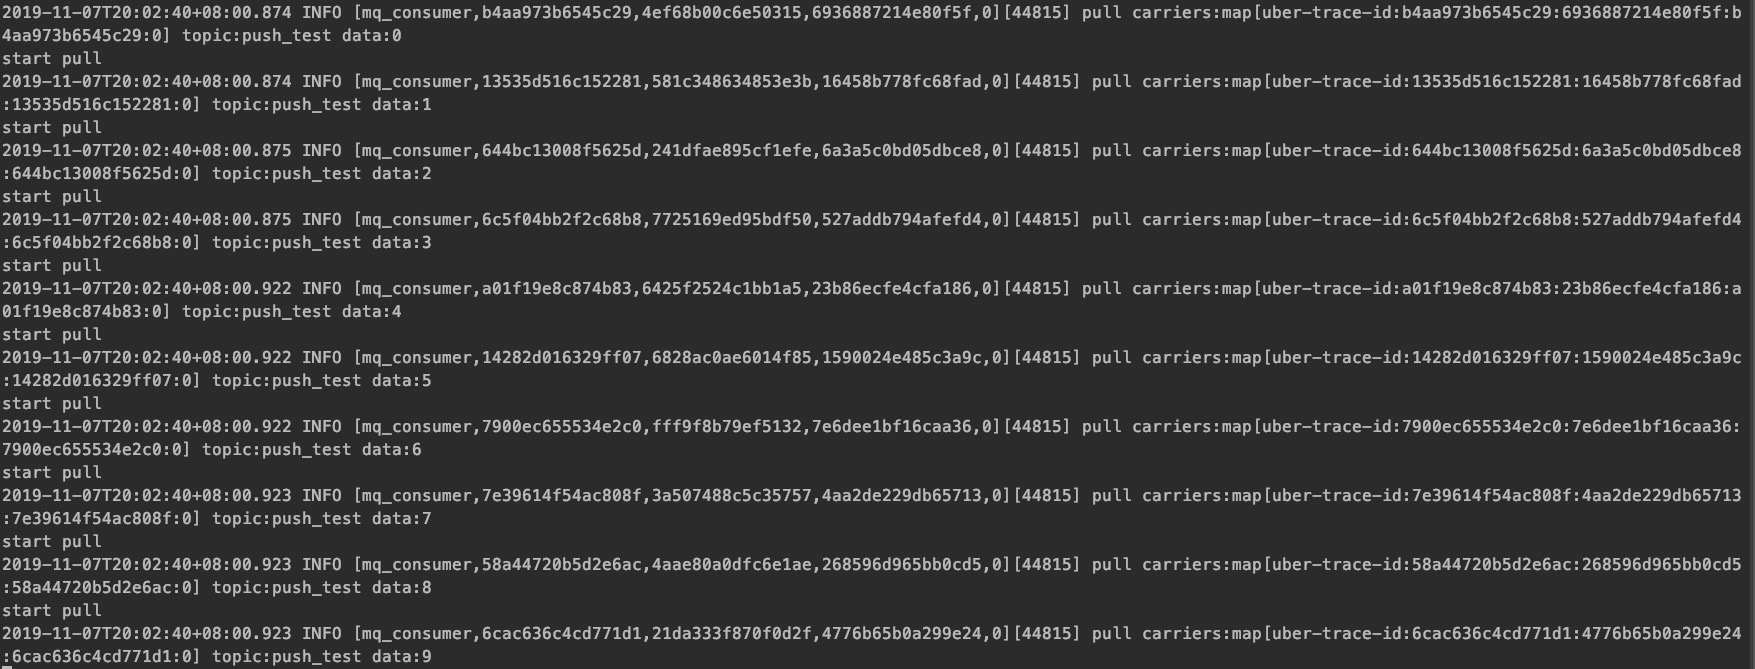 2019-11-07T20:02:40+08:00.874 INFO [mq_consumer,b4aa973b6545c29,4ef68b00c6e50315,6936887214e80f5f,0][44815] pull carriers:map[uber-trace-id:b4aa973b6545c29:6936887214e80f5f:b
4aa973b6545c29:0] topic:push_test data:0
start pull
2019-11-07T20:02:40+08:00.874 INFO [mq_consumer,13535d516c152281,581c348634853e3b,16458b778fc68fad,0][44815] pull carriers:map[uber-trace-id:13535d516c152281:16458b778fc68fad
:13535d516c152281:0] topic:push_test data:1
start pull
2019-11-07T20:02:40+08:00.875 INFO [mq_consumer,644bc13008f5625d,241dfae895cf1efe,6a3a5c0bd05dbce8,0][44815] pull carriers:map[uber-trace-id:644bc13008f5625d:6a3a5c0bd05dbce8
:644bc13008f5625d:0] topic:push_test data:2
start pull
2019-11-07T20:02:40+08:00.875 INFO [mq_consumer,6c5f04bb2f2c68b8,7725169ed95bdf50,527addb794afefd4,0][44815] pull carriers:map[uber-trace-id:6c5f04bb2f2c68b8:527addb794afefd4
:6c5f04bb2f2c68b8:0] topic:push_test data:3
start pull
2019-11-07T20:02:40+08:00.922 INFO [mq_consumer,a01f19e8c874b83,6425f2524c1bb1a5,23b86ecfe4cfa186,0][44815] pull carriers:map[uber-trace-id:a01f19e8c874b83:23b86ecfe4cfa186:a
01f19e8c874b83:0] topic:push_test data:4
start pull
2019-11-07T20:02:40+08:00.922 INFO [mq_consumer,14282d016329ff07,6828ac0ae6014f85,1590024e485c3a9c,0][44815] pull carriers:map[uber-trace-id:14282d016329ff07:1590024e485c3a9c
:14282d016329ff07:0] topic:push_test data:5
start pull
2019-11-07T20:02:40+08:00.922 INFO [mq_consumer,7900ec655534e2c0,fff9f8b79ef5132,7e6dee1bf16caa36,0][44815] pull carriers:map[uber-trace-id:7900ec655534e2c0:7e6dee1bf16caa36:
7900ec655534e2c0:0] topic:push_test data:6
start pull
2019-11-07T20:02:40+08:00.923 INFO [mq_consumer,7e39614f54ac808f,3a507488c5c35757,4aa2de229db65713,0][44815] pull carriers:map[uber-trace-id:7e39614f54ac808f:4aa2de229db65713
:7e39614f54ac808f:0] topic:push_test data:7
start pull
2019-11-07T20:02:40+08:00.923 INFO [mq_consumer,58a44720b5d2e6ac,4aae80a0dfc6e1ae,268596d965bb0cd5,0][44815] pull carriers:map[uber-trace-id:58a44720b5d2e6ac:268596d965bb0cd5
:58a44720b5d2e6ac:0] topic:push_test data:8
start pull
2019-11-07T20:02:40+08:00.923 INFO [mq_consumer,6cac636c4cd771d1,21da333f870f0d2f,4776b65b0a299e24,0][44815] pull carriers:map[uber-trace-id:6cac636c4cd771d1:4776b65b0a299e24
:6cac636c4cd771d1:0] topic:push_test data:9